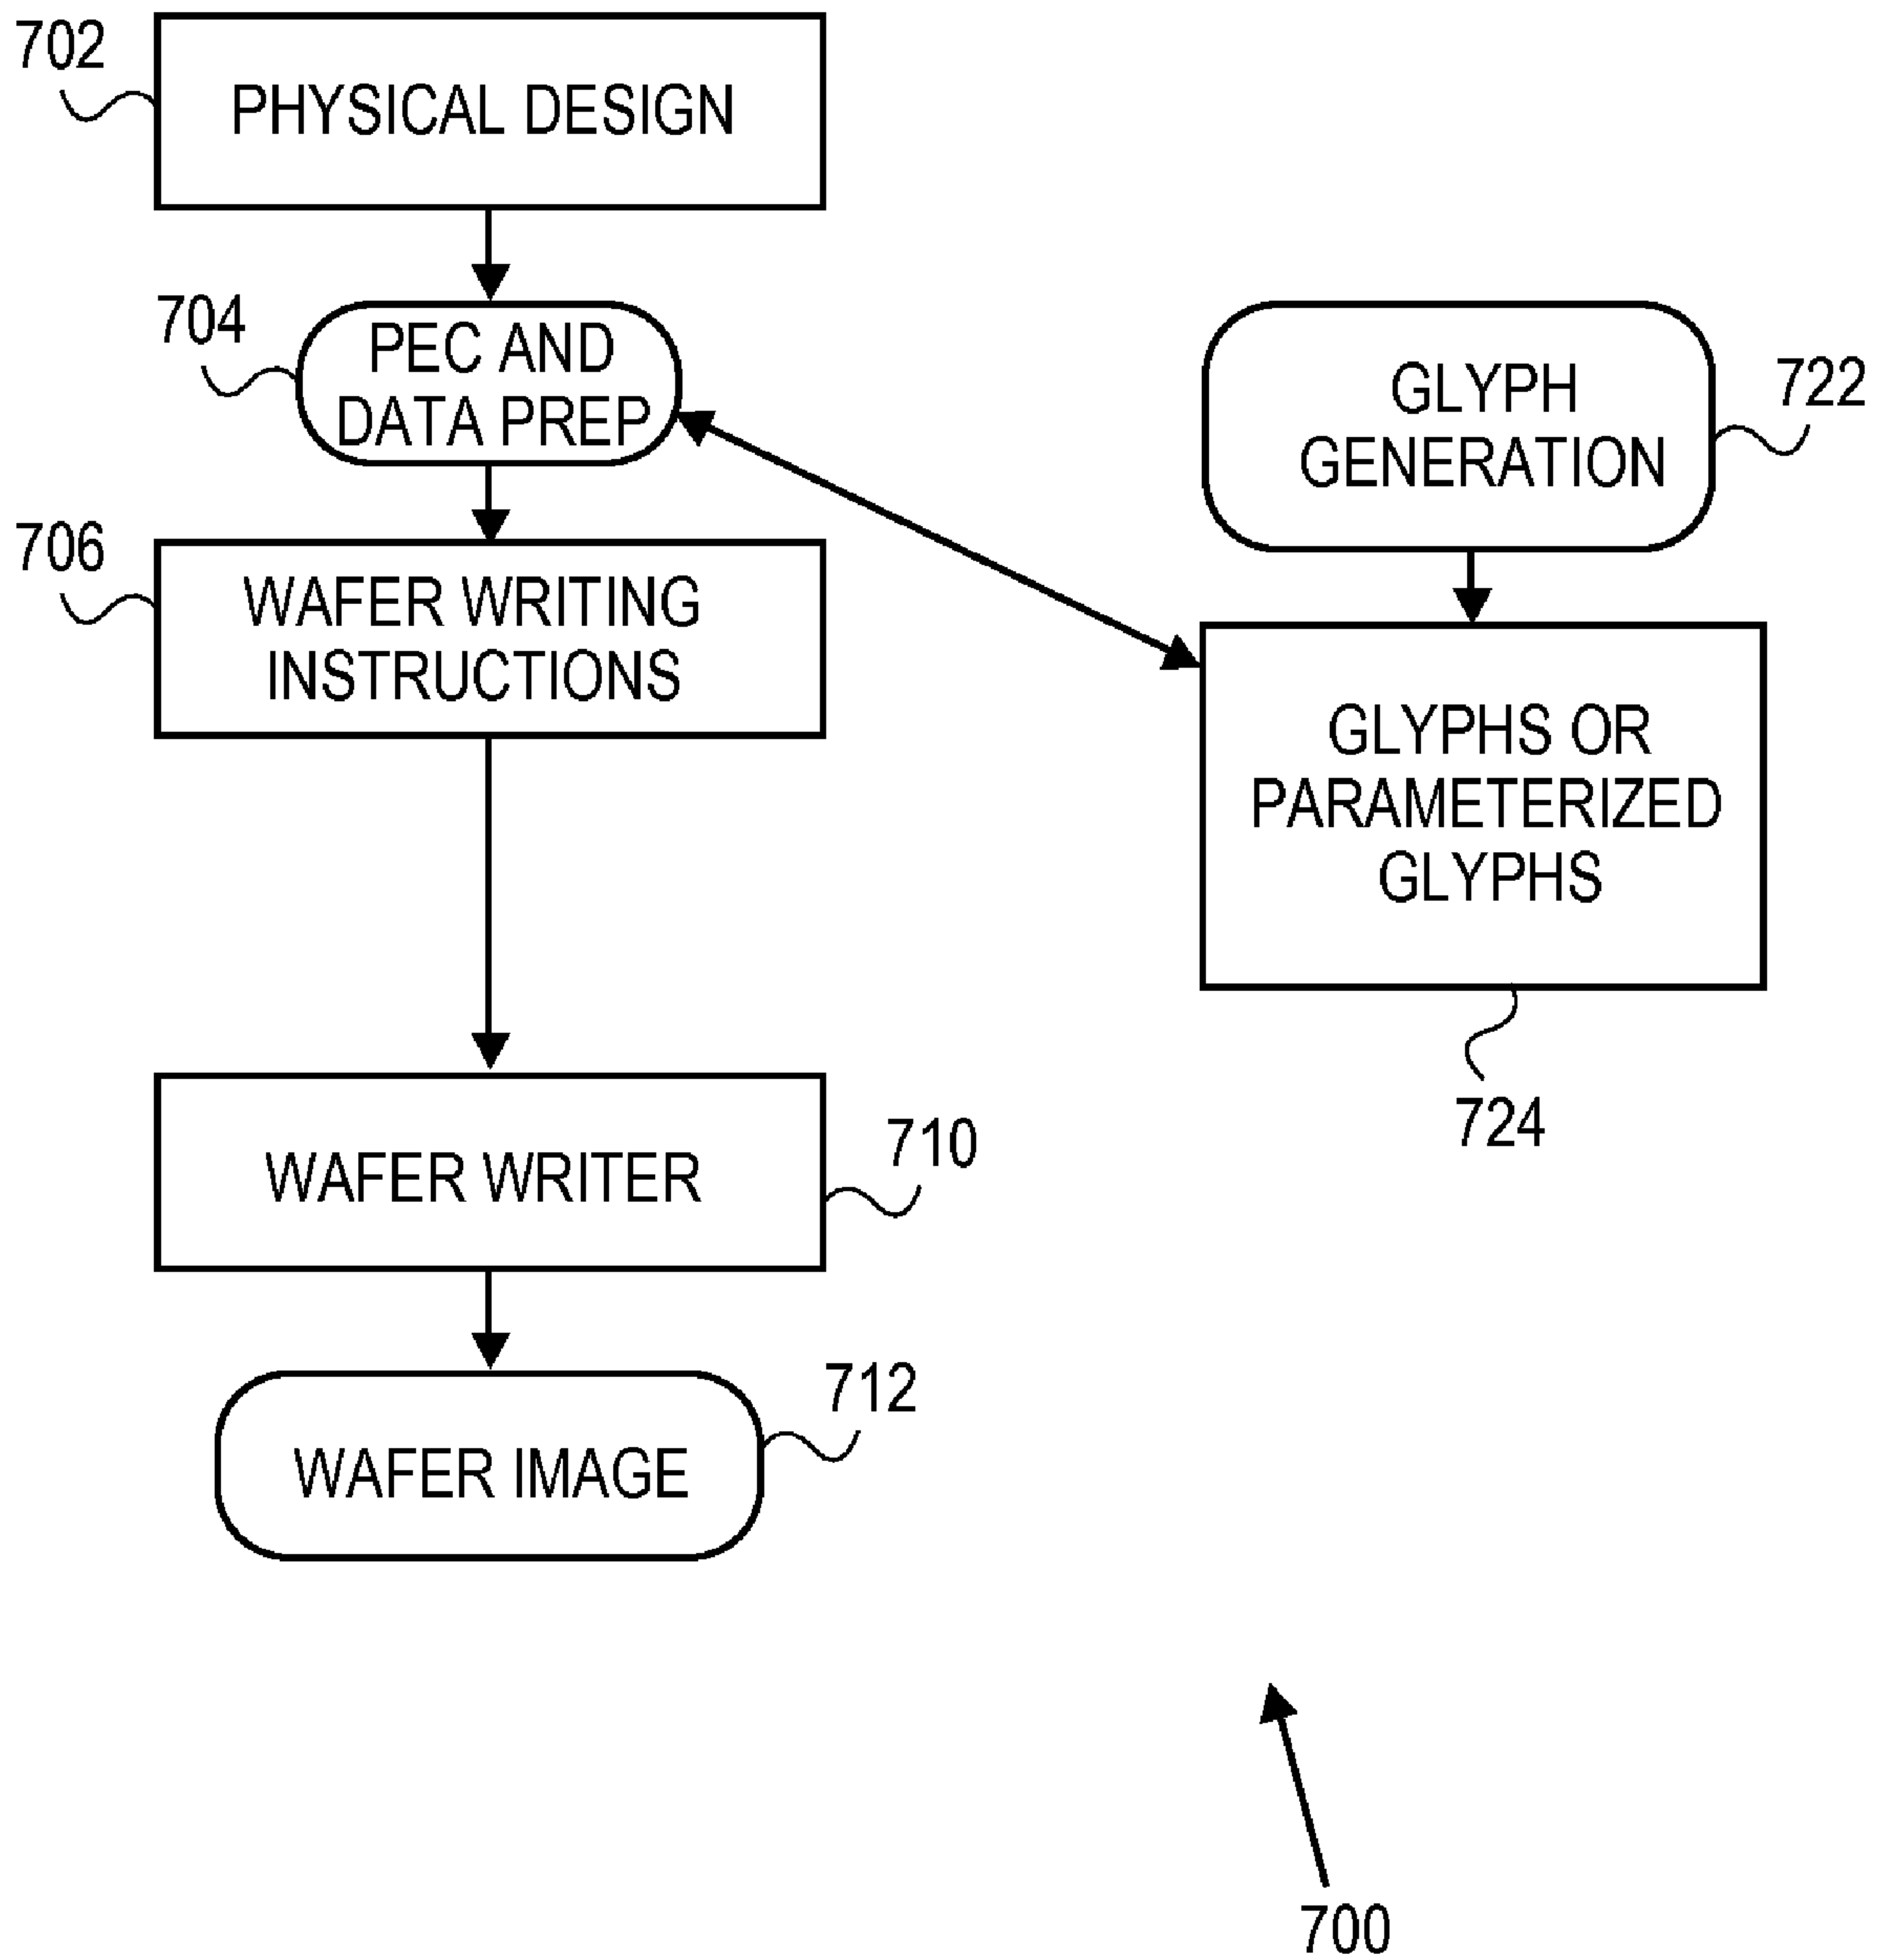 702
PHYSICAL DESIGN
704
PEC AND
DATA PREP
GLYPH
GENERATION
722
706
WAFER WRITING
INSTRUCTIONS
GLYPHS OR
PARAMETERIZED
GLYPHS
724
WAFER WRITER
710
WAFER IMAGE
712
700